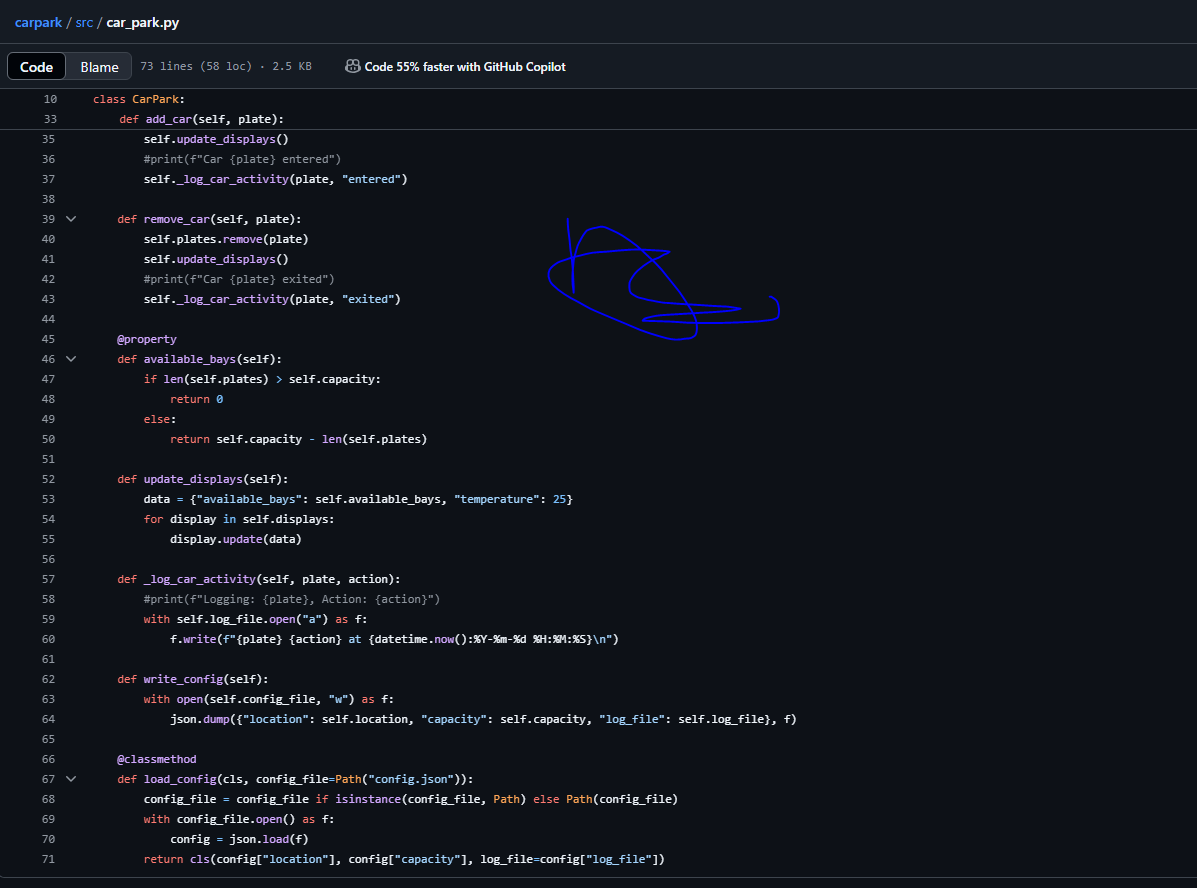 carpark / src / car_park.py
Code Blame 73 lines (58 loc) · 2.5 KB Code 55% faster with GitHub Copilot
10 class CarPark:
33 def add_car(self, plate):
35 self.update_displays()
36 #print(f"Car {plate} entered")
37 self._log_car_activity(plate, "entered")
38
39 def remove_car(self, plate):
40 self.plates.remove(plate)
41 self.update_displays()
42 #print(f"Car {plate} exited")
43 self._log_car_activity(plate, "exited")
44
45 @property
46 def available_bays(self):
47 if len(self.plates) > self.capacity:
48 return 0
49 else:
50 return self.capacity - len(self.plates)
51
52 def update_displays(self):
53 data = {"available_bays": self.available_bays, "temperature": 25}
54 for display in self.displays:
55 display.update(data)
56
57 def _log_car_activity(self, plate, action):
58 #print(f"Logging: {plate}, Action: {action}")
59 with self.log_file.open("a") as f:
60 f.write(f"{plate} {action} at {datetime.now():%Y-%m-%d %H:%M:%S}\n")
61
62 def write_config(self):
63 with open(self.config_file, "w") as f:
64 json.dump({"location": self.location, "capacity": self.capacity, "log_file": self.log_file}, f)
65
66 @classmethod
67 def load_config(cls, config_file=Path("config.json")):
68 config_file = config_file if isinstance(config_file, Path) else Path(config_file)
69 with config_file.open() as f:
70 config = json.load(f)
71 return cls(config["location"], config["capacity"], log_file=config["log_file"])